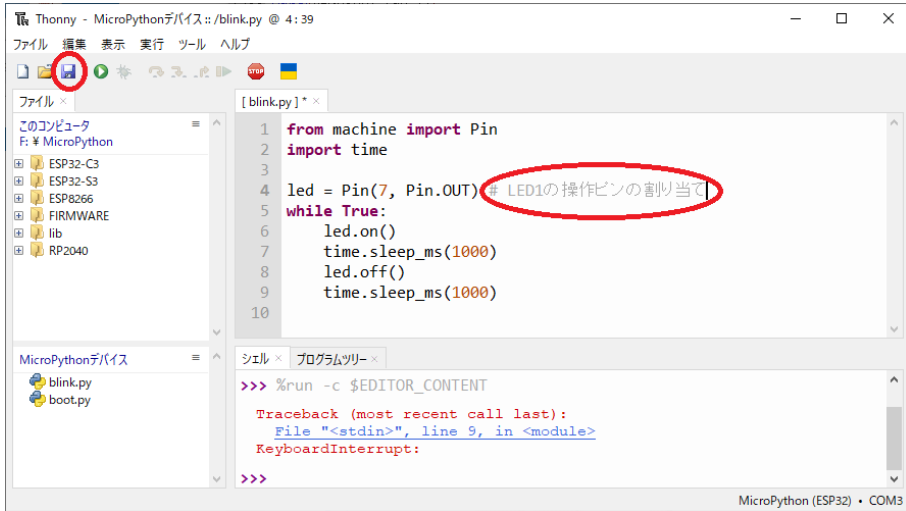 Thonny - MicroPythonデバイス :: /blink.py @ 4 : 39
ファイル 編集 表示 実行 ツール ヘルプ
STOP
ファイル
[ blink.py ] *
このコンピュータ
F: ¥ MicroPython
ESP32-C3
ESP32-S3
ESP8266
FIRMWARE
lib
RP2040
1 from machine import Pin
2 import time
3
4 led = Pin(7, Pin.OUT) # LED1の操作ピンの割り当て
5 while True:
6 led.on()
7 time.sleep_ms(1000)
8 led.off()
9 time.sleep_ms(1000)
10
MicroPythonデバイス
blink.py
boot.py
シェル プログラムツリー
>>> %run -c $EDITOR_CONTENT
Traceback (most recent call last):
File "<stdin>", line 9, in <module>
KeyboardInterrupt:
>>>
MicroPython (ESP32) • COM3